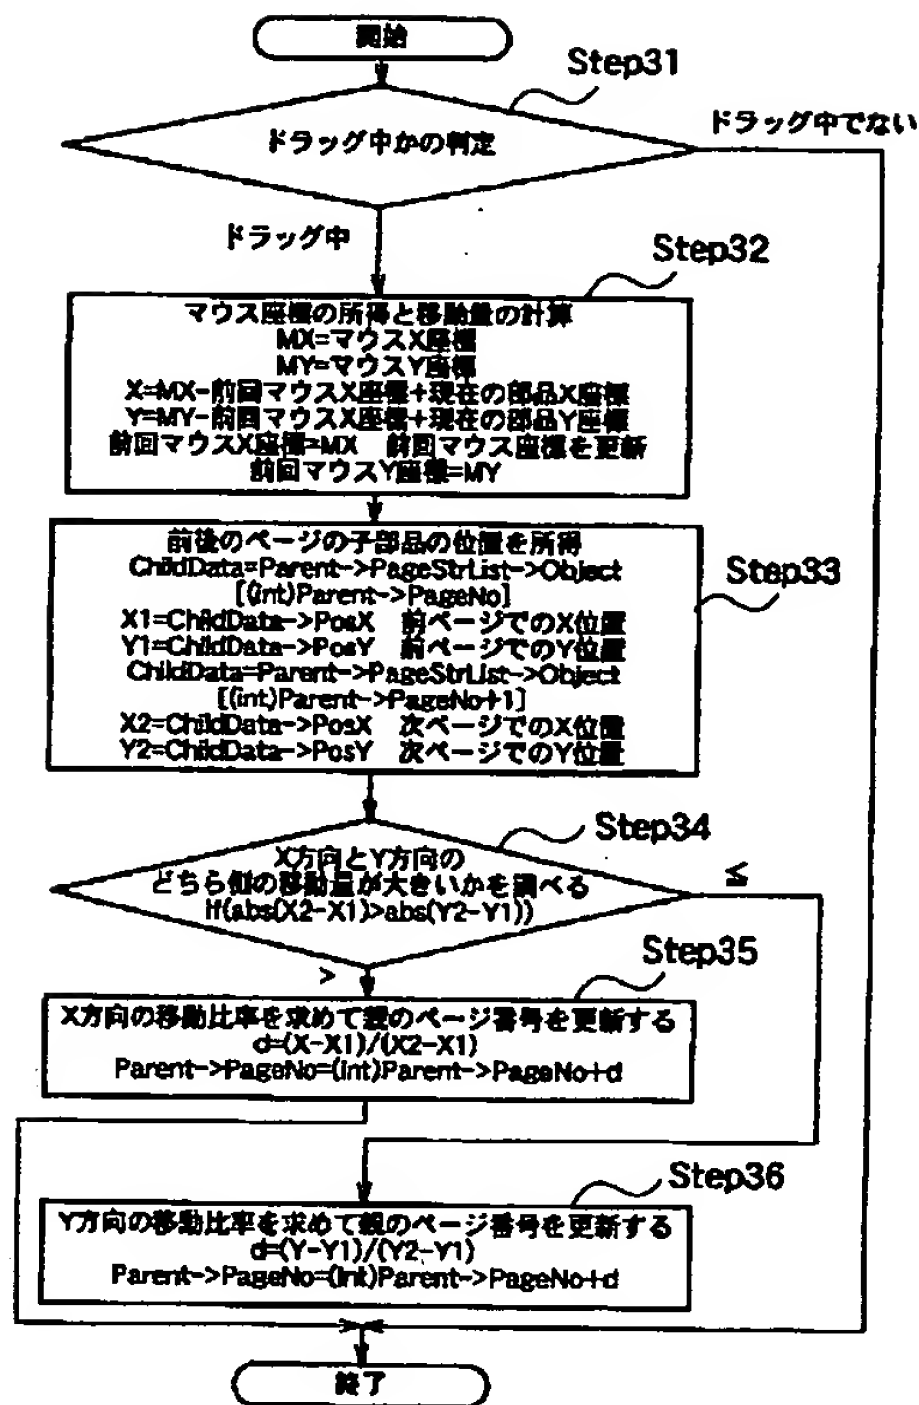 開始
Step31
ドラッグ中かの判定
ドラッグ中でない
ドラッグ中
Step32
マウス座標の所得と移動量の計算
MX=マウスX座標
MY=マウスY座標
X=MX-前回マウスX座標+現在の部品X座標
Y=MY-前回マウスX座標+現在の部品Y座標
前回マウスX座標=MX 前回マウス座標を更新
前回マウスY座標=MY
Step33
前後のページの子部品の位置を所得
ChildData=Parent->PageStrList->Object
[(int)Parent->PageNo]
X1=ChildData->PosX 前ページでのX位置
Y1=ChildData->PosY 前ページでのY位置
ChildData=Parent->PageStrList->Object
[(int)Parent->PageNo+1]
X2=ChildData->PosX 次ページでのX位置
Y2=ChildData->PosY 次ページでのY位置
Step34
X方向とY方向の
どちら側の移動量が大きいかを調べる
if(abs(X2-X1)>abs(Y2-Y1))
≦
>
Step35
X方向の移動比率を求めて親のページ番号を更新する
d=(X-X1)/(X2-X1)
Parent->PageNo=(int)Parent->PageNo+d
Step36
Y方向の移動比率を求めて親のページ番号を更新する
d=(Y-Y1)/(Y2-Y1)
Parent->PageNo=(int)Parent->PageNo+d
終了